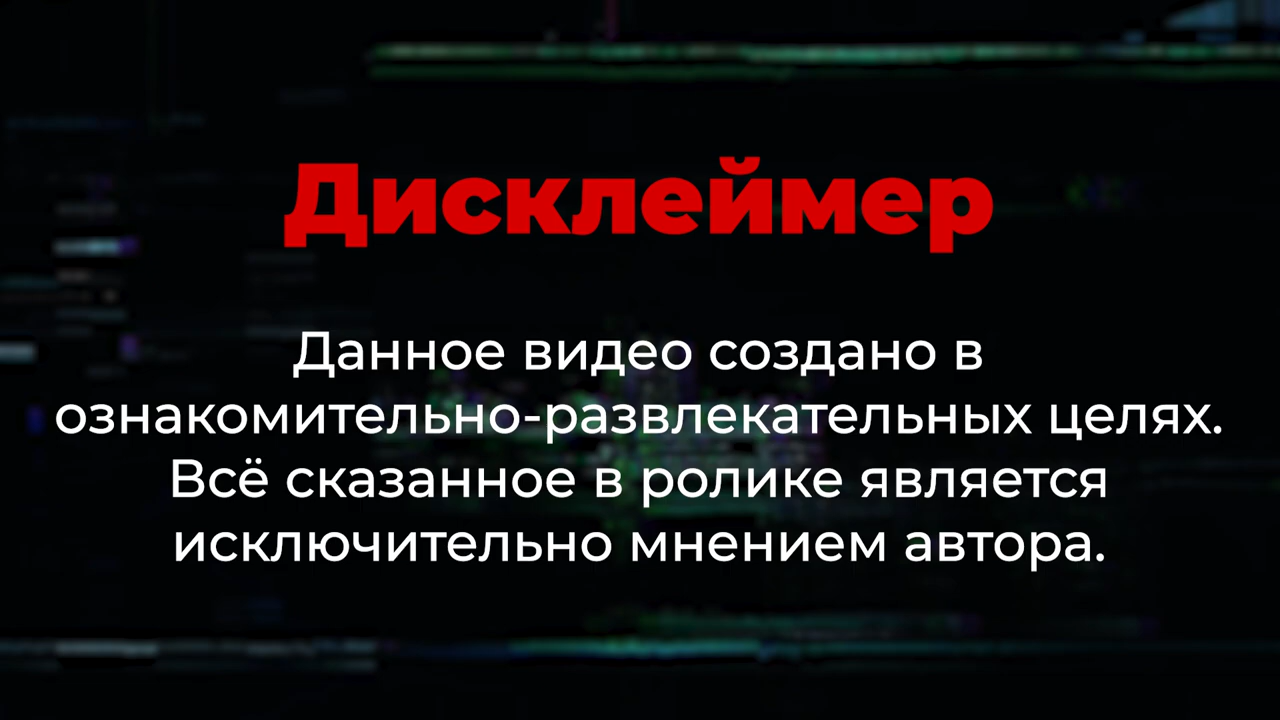 Дисклеймер
Данное видео создано в
ознакомительно-развлекательных целях.
Всё сказанное в ролике является
исключительно мнением автора.